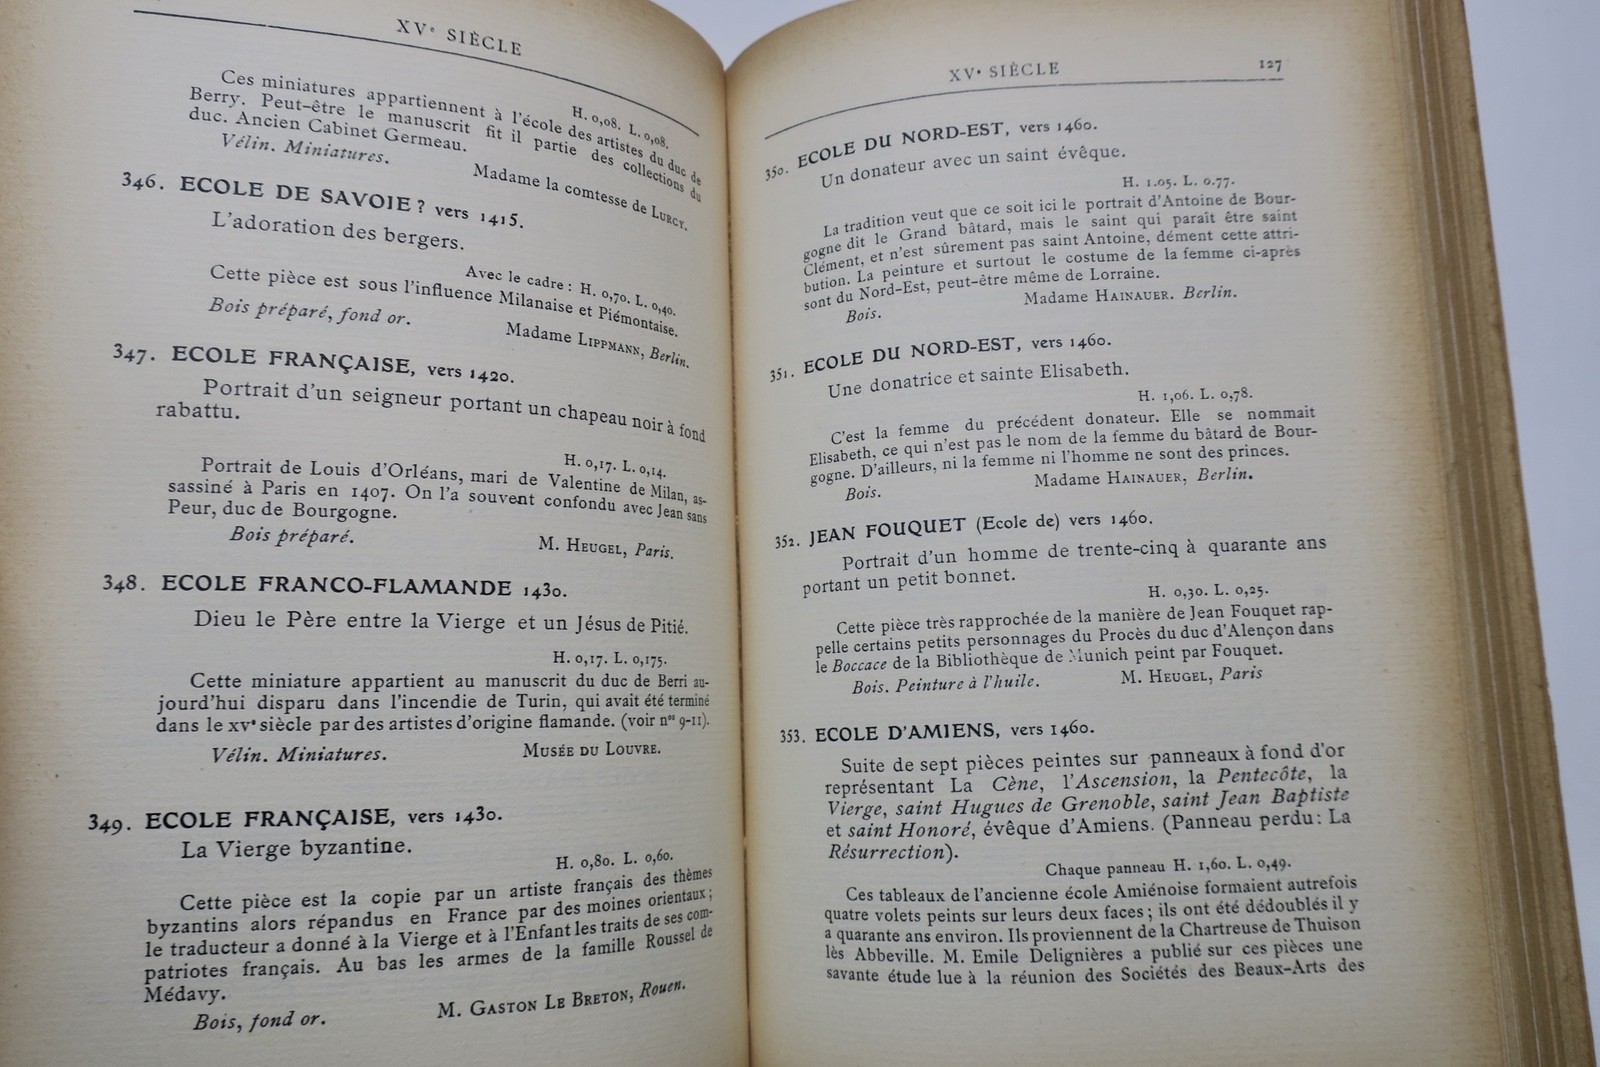 XVe SIÈCLE
H. 0,08. L. 0,08.
Ces miniatures appartiennent à l'école des artistes du duc de
Berry. Peut-être le manuscrit fit il partie des collections du
duc. Ancien Cabinet Germeau.
Vélin. Miniatures.
Madame la comtesse de LURCY.
346. ECOLE DE SAVOIE ? vers 1415.
L'adoration des bergers.
Avec le cadre : H. 0,70. L. 0,40.
Cette pièce est sous l'influence Milanaise et Piémontaise.
Bois préparé, fond or.
Madame LIPPMANN, Berlin.
347. ECOLE FRANÇAISE, vers 1420.
Portrait d'un seigneur portant un chapeau noir à fond
rabattu.
H. 0,17. L. 0,14.
Portrait de Louis d'Orléans, mari de Valentine de Milan, as-
sassiné à Paris en 1407. On l'a souvent confondu avec Jean sans
Peur, duc de Bourgogne.
Bois préparé.
M. HEUGEL, Paris.
348. ECOLE FRANCO-FLAMANDE 1430.
Dieu le Père entre la Vierge et un Jésus de Pitié.
H. 0,17. L. 0,175.
Cette miniature appartient au manuscrit du duc de Berri au-
jourd'hui disparu dans l'incendie de Turin, qui avait été terminé
dans le XVe siècle par des artistes d'origine flamande. (voir nos 9-11).
Vélin. Miniatures.
MUSÉE DU LOUVRE.
349. ECOLE FRANÇAISE, vers 1430.
La Vierge byzantine.
H. 0,80. L. 0,60.
Cette pièce est la copie par un artiste français des thèmes
byzantins alors répandus en France par des moines orientaux ;
le traducteur a donné à la Vierge et à l'Enfant les traits de ses com-
patriotes français. Au bas les armes de la famille Roussel de
Médavy.
Bois, fond or.
M. GASTON LE BRETON, Rouen.
XVe SIÈCLE
127
350. ECOLE DU NORD-EST, vers 1460.
Un donateur avec un saint évêque.
H. 1.05. L. 0.77.
La tradition veut que ce soit ici le portrait d'Antoine de Bour-
gogne dit le Grand bâtard, mais le saint qui paraît être saint
Clément, et n'est sûrement pas saint Antoine, dément cette attri-
bution. La peinture et surtout le costume de la femme ci-après
sont du Nord-Est, peut-être même de Lorraine.
Bois.
Madame HAINAUER. Berlin.
351. ECOLE DU NORD-EST, vers 1460.
Une donatrice et sainte Elisabeth.
H. 1,06. L. 0,78.
C'est la femme du précédent donateur. Elle se nommait
Elisabeth, ce qui n'est pas le nom de la femme du bâtard de Bour-
gogne. D'ailleurs, ni la femme ni l'homme ne sont des princes.
Bois.
Madame HAINAUER, Berlin.
352. JEAN FOUQUET (Ecole de) vers 1460.
Portrait d'un homme de trente-cinq à quarante ans
portant un petit bonnet.
H. 0,30. L. 0,25.
Cette pièce très rapprochée de la manière de Jean Fouquet rap-
pelle certains petits personnages du Procès du duc d'Alençon dans
le Boccace de la Bibliothèque de Munich peint par Fouquet.
Bois. Peinture à l'huile.
M. HEUGEL, Paris
353. ECOLE D'AMIENS, vers 1460.
Suite de sept pièces peintes sur panneaux à fond d'or
représentant La Cène, l'Ascension, la Pentecôte, la
Vierge, saint Hugues de Grenoble, saint Jean Baptiste
et saint Honoré, évêque d'Amiens. (Panneau perdu : La
Résurrection).
Chaque panneau H. 1,60. L. 0,49.
Ces tableaux de l'ancienne école Amiénoise formaient autrefois
quatre volets peints sur leurs deux faces ; ils ont été dédoublés il y
a quarante ans environ. Ils proviennent de la Chartreuse de Thuison
lès Abbeville. M. Emile Delignières a publié sur ces pièces une
savante étude lue à la réunion des Sociétés des Beaux-Arts des